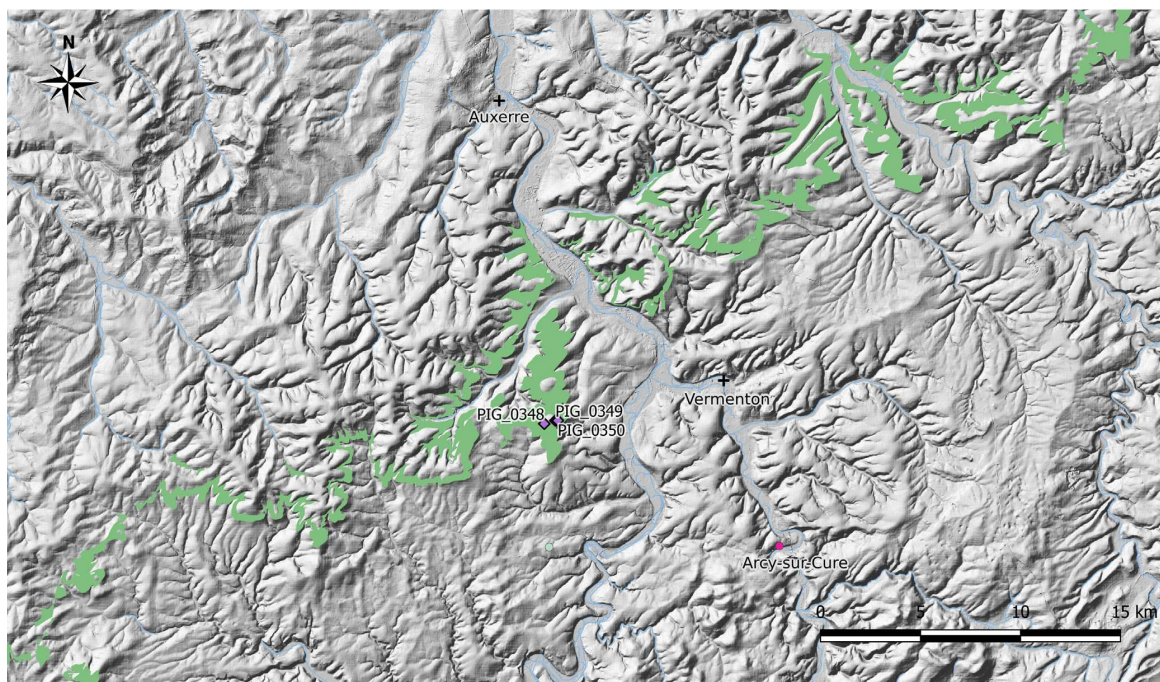 N
Auxerre
Vermenton
PIG_0348
PIG_0349
PIG_0350
Arcy-sur-Cure
0 5 10 15 km